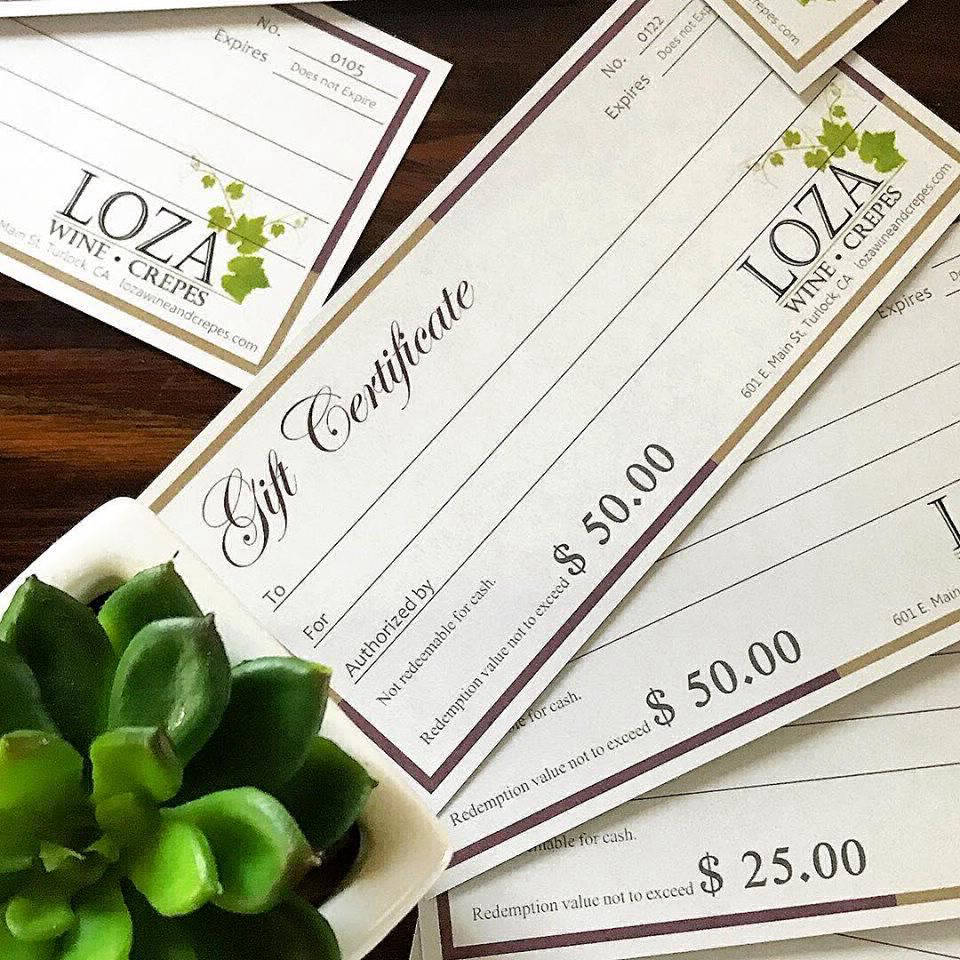 No. 0105
Expires Does not Expire
LOZA
WINE • CREPES
Main St. Turlock, CA lozawineandcrepes.com
No. 0122
Expires Does not
Gift Certificate
To
For
Authorized by
Not redeemable for cash.
Redemption value not to exceed $ 50.00
LOZA
WINE • CREPES
601 E. Main St. Turlock, CA lozawineandcrepes.com
crepes.com
Expires
for cash.
Redemption value not to exceed $ 50.00
601 E. Main
for cash.
Redemption value not to exceed $ 25.00